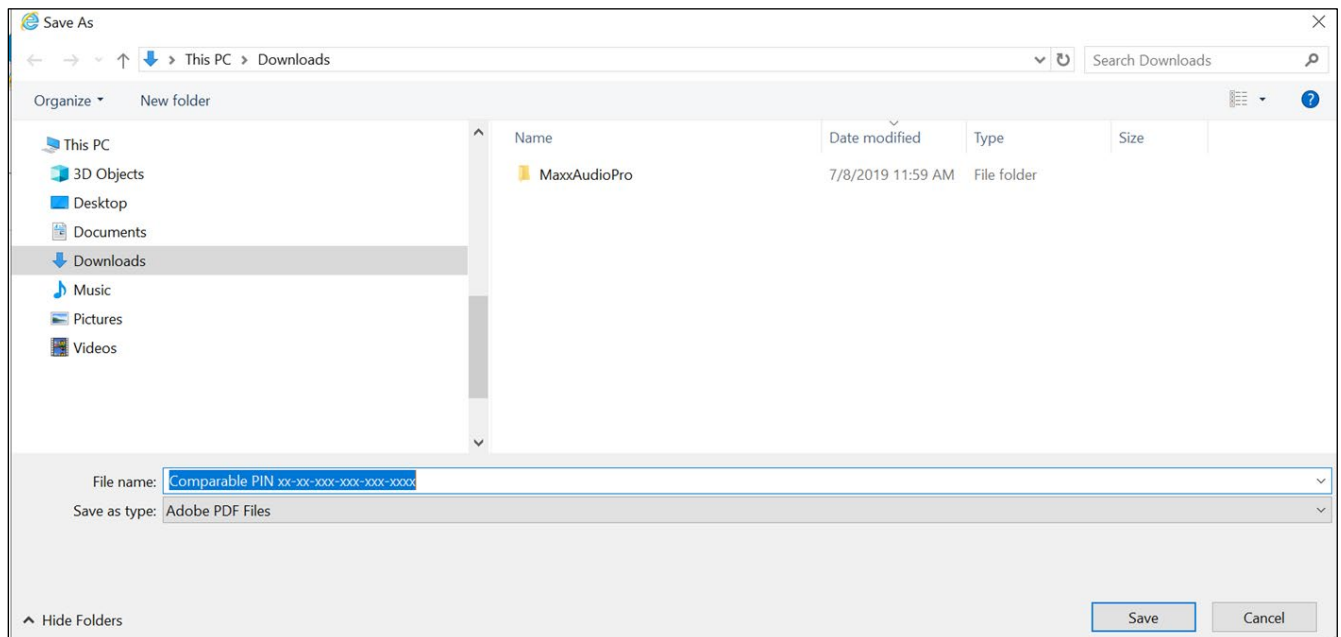 Save As
This PC > Downloads
Search Downloads
Organize
New folder
Name Date modified Type Size
This PC
3D Objects
Desktop
Documents
Downloads
Music
Pictures
Videos
MaxxAudioPro 7/8/2019 11:59 AM File folder
File name: Comparable PIN xx-xx-xxx-xxx-xxx-xxxx
Save as type: Adobe PDF Files
Hide Folders
Save
Cancel